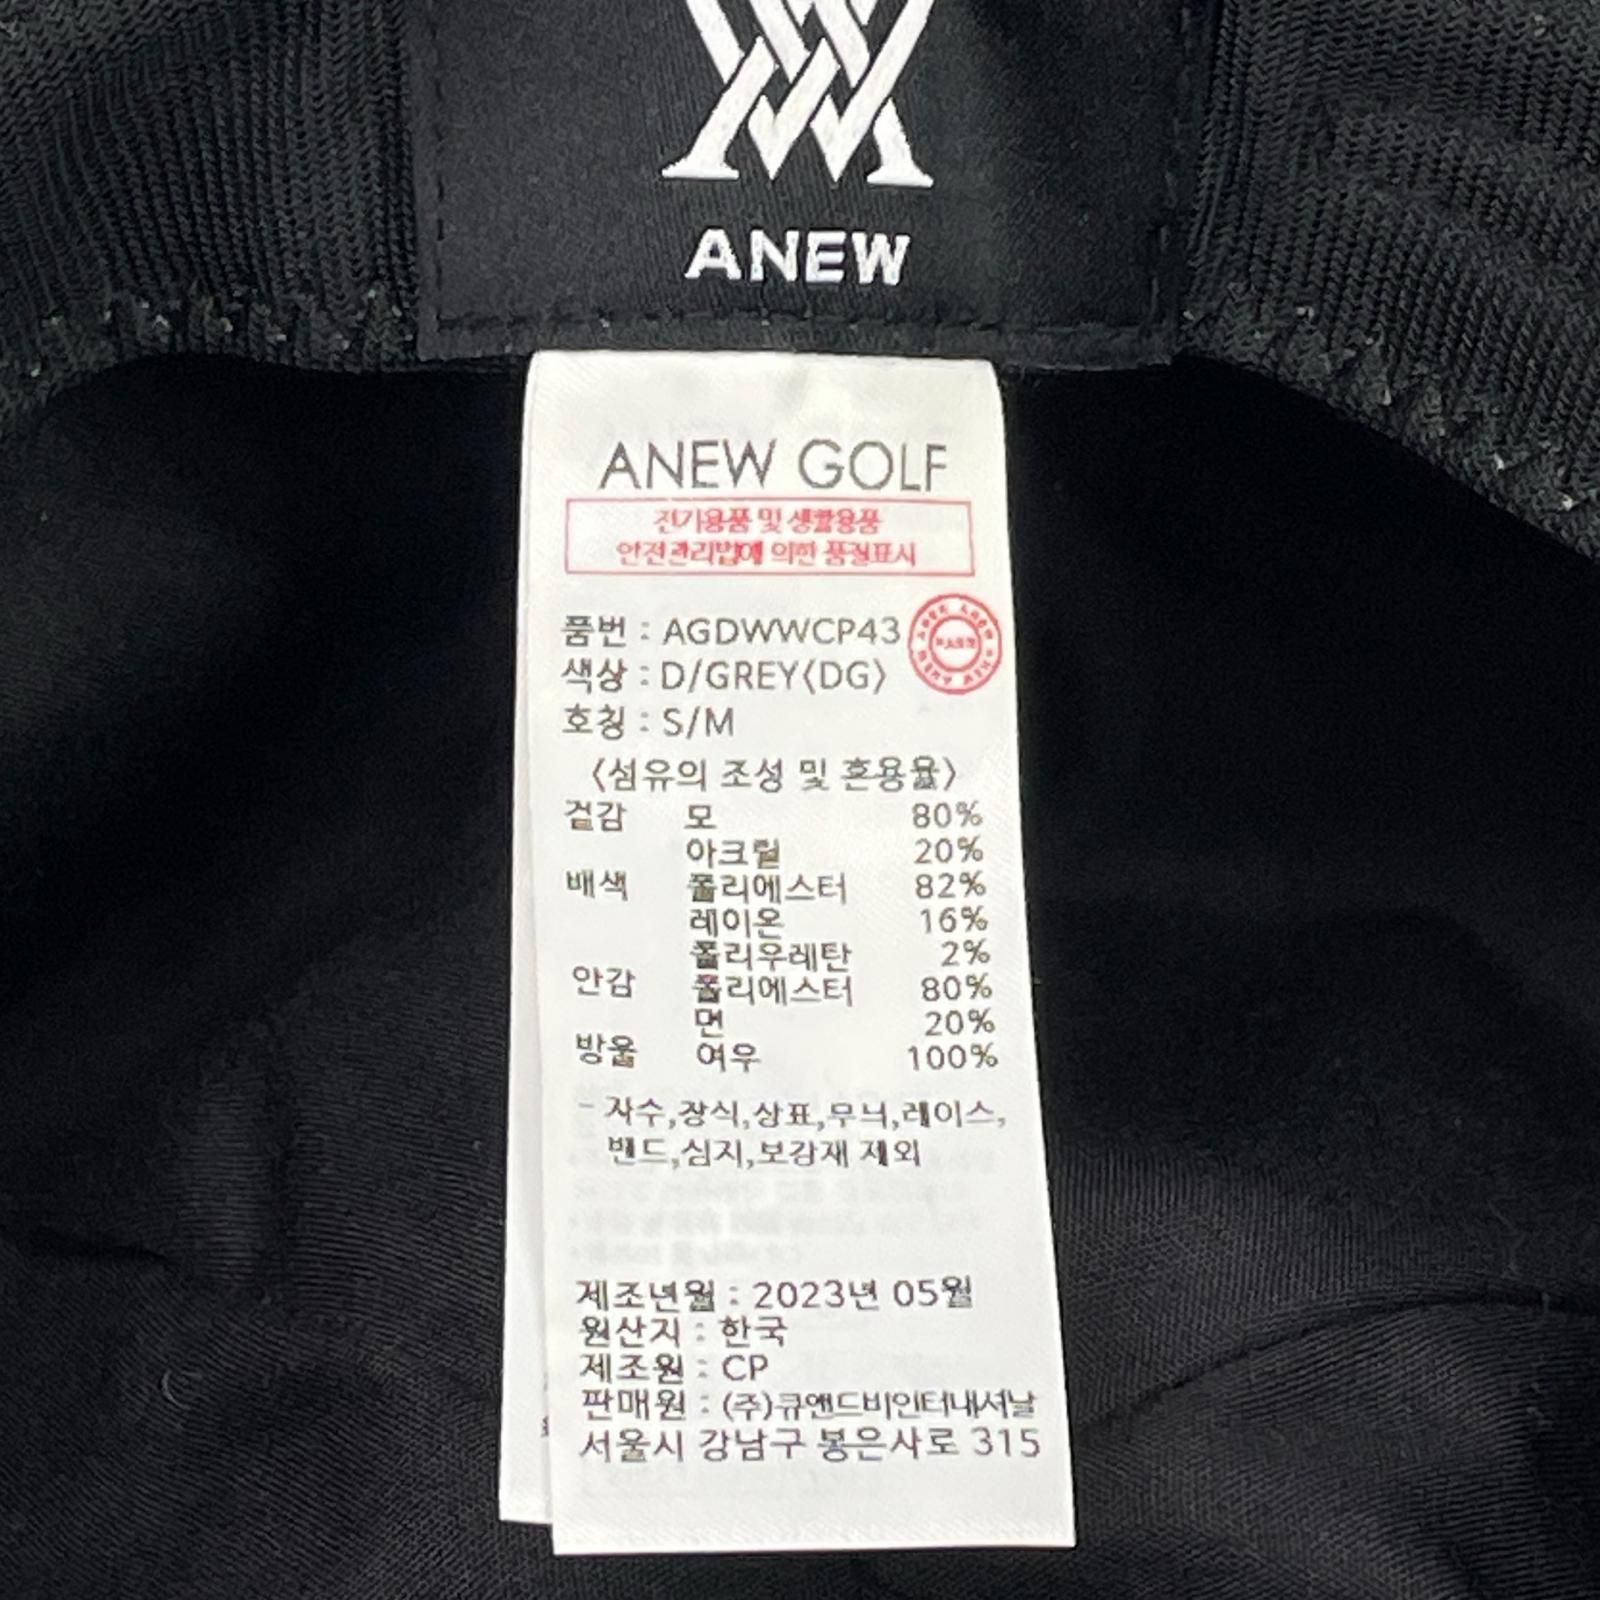 ANEW
ANEW GOLF
전기용품 및 생활용품
안전관리법에 의한 품질표시
품번 : AGDWWCP43
색상 : D/GREY(DG)
호칭 : S/M
〈섬유의 조성 및 혼용율〉
겉감 모 80%
아크릴 20%
배색 폴리에스터 82%
레이온 16%
폴리우레탄 2%
안감 폴리에스터 80%
면 20%
방울 여우 100%
- 자수,장식,상표,무늬,레이스,
밴드,심지,보강재 제외
제조년월 : 2023년 05월
원산지 : 한국
제조원 : CP
판매원 : (주)큐앤드비인터내셔날
서울시 강남구 봉은사로 315